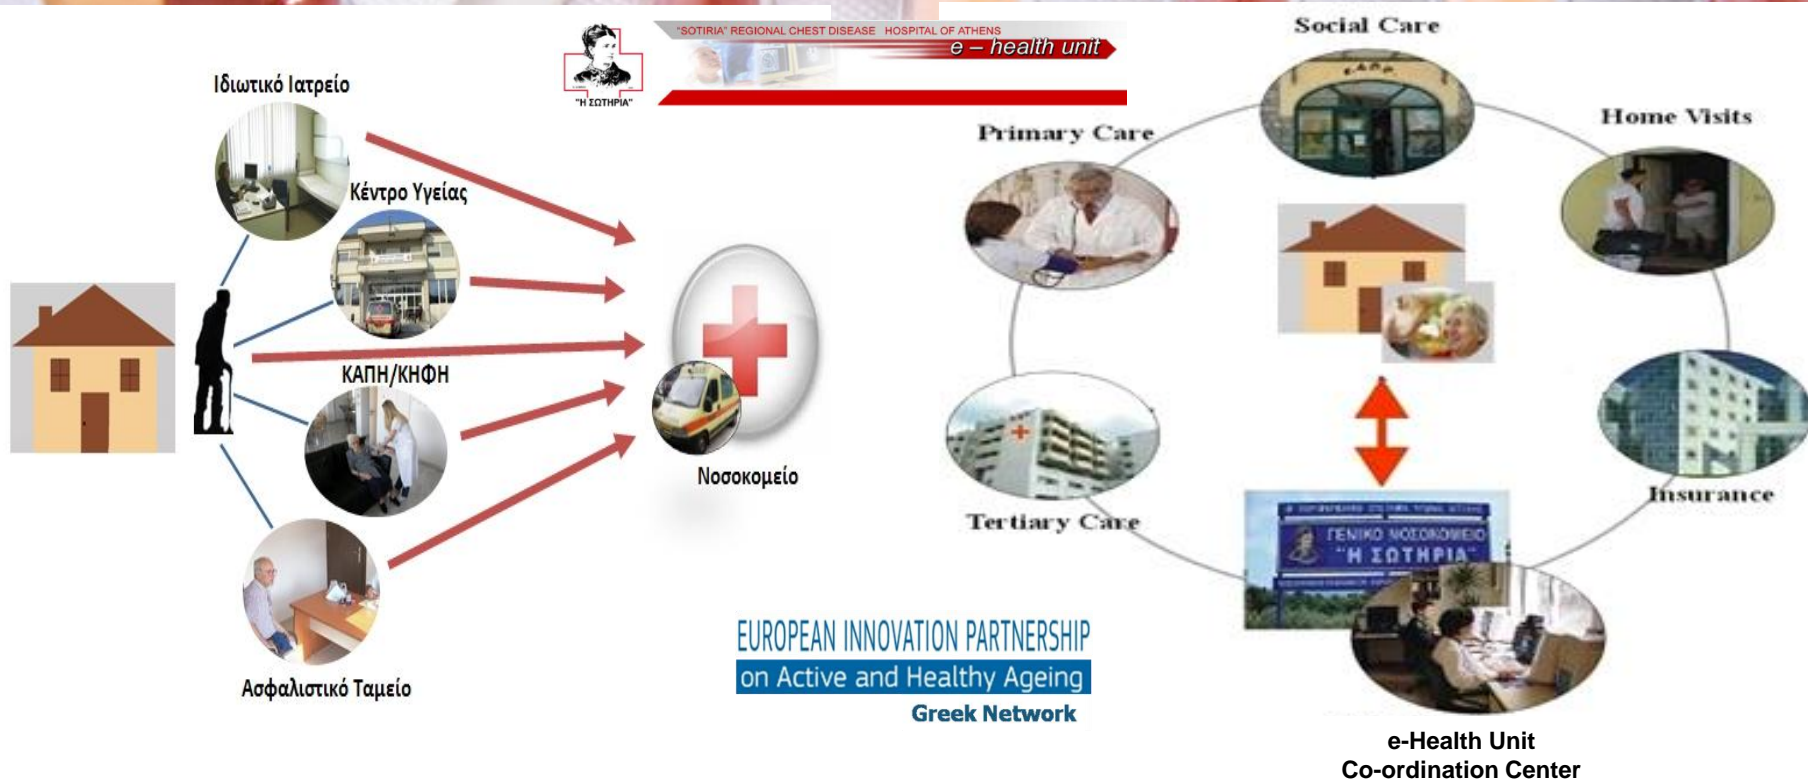 "SOTIRIA" REGIONAL CHEST DISEASE HOSPITAL OF ATHENS
e – health unit
"Η ΣΩΤΗΡΙΑ"
Ιδιωτικό Ιατρείο
Κέντρο Υγείας
ΚΑΠΗ/ΚΗΦΗ
Ασφαλιστικό Ταμείο
Νοσοκομείο
EUROPEAN INNOVATION PARTNERSHIP
on Active and Healthy Ageing
Greek Network
Social Care
Κ.Α.Π.Η.
Primary Care
Home Visits
Tertiary Care
Insurance
ΓΕΝΙΚΟ ΝΟΣΟΚΟΜΕΙΟ
"Η ΣΩΤΗΡΙΑ"
e-Health Unit
Co-ordination Center